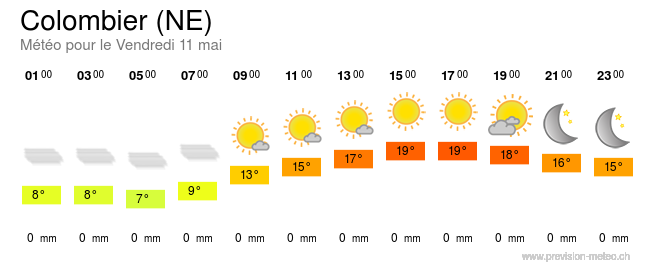 Colombier (NE)
Météo pour le Vendredi 11 mai
01 00 03 00 05 00 07 00 09 00 11 00 13 00 15 00 17 00 19 00 21 00 23 00
8° 8° 7° 9° 13° 15° 17° 19° 19° 18° 16° 15°
0 mm 0 mm 0 mm 0 mm 0 mm 0 mm 0 mm 0 mm 0 mm 0 mm 0 mm 0 mm
www.prevision-meteo.ch